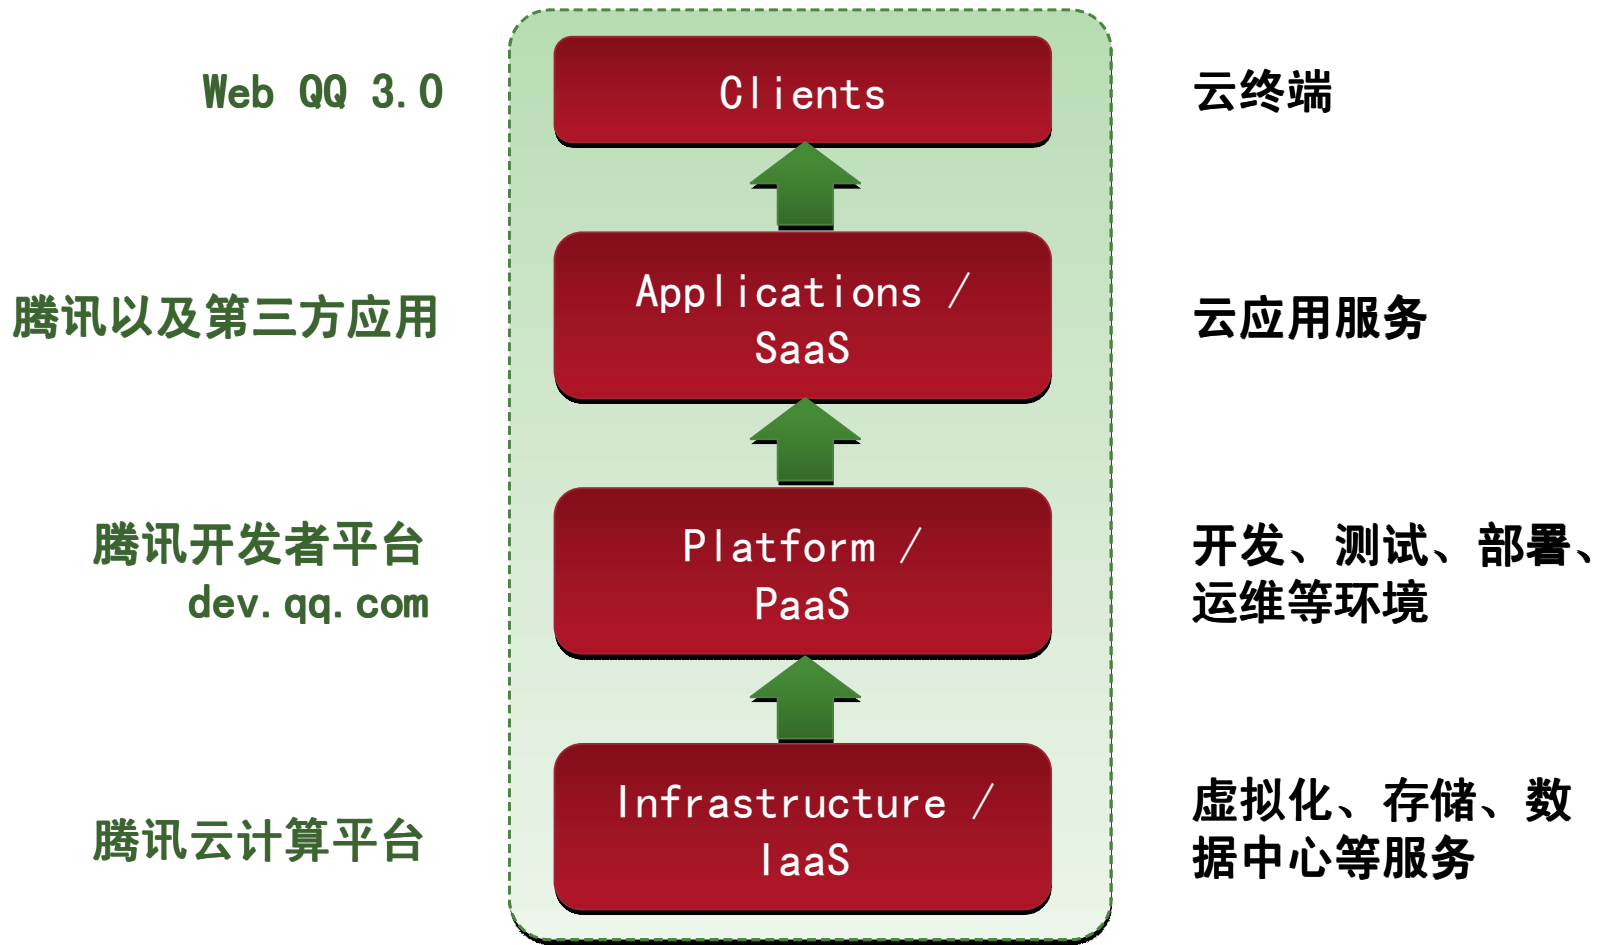 Web QQ 3.0
Clients
云终端
腾讯以及第三方应用
Applications /
SaaS
云应用服务
腾讯开发者平台
dev.qq.com
Platform /
PaaS
开发、测试、部署、
运维等环境
腾讯云计算平台
Infrastructure /
IaaS
虚拟化、存储、数
据中心等服务